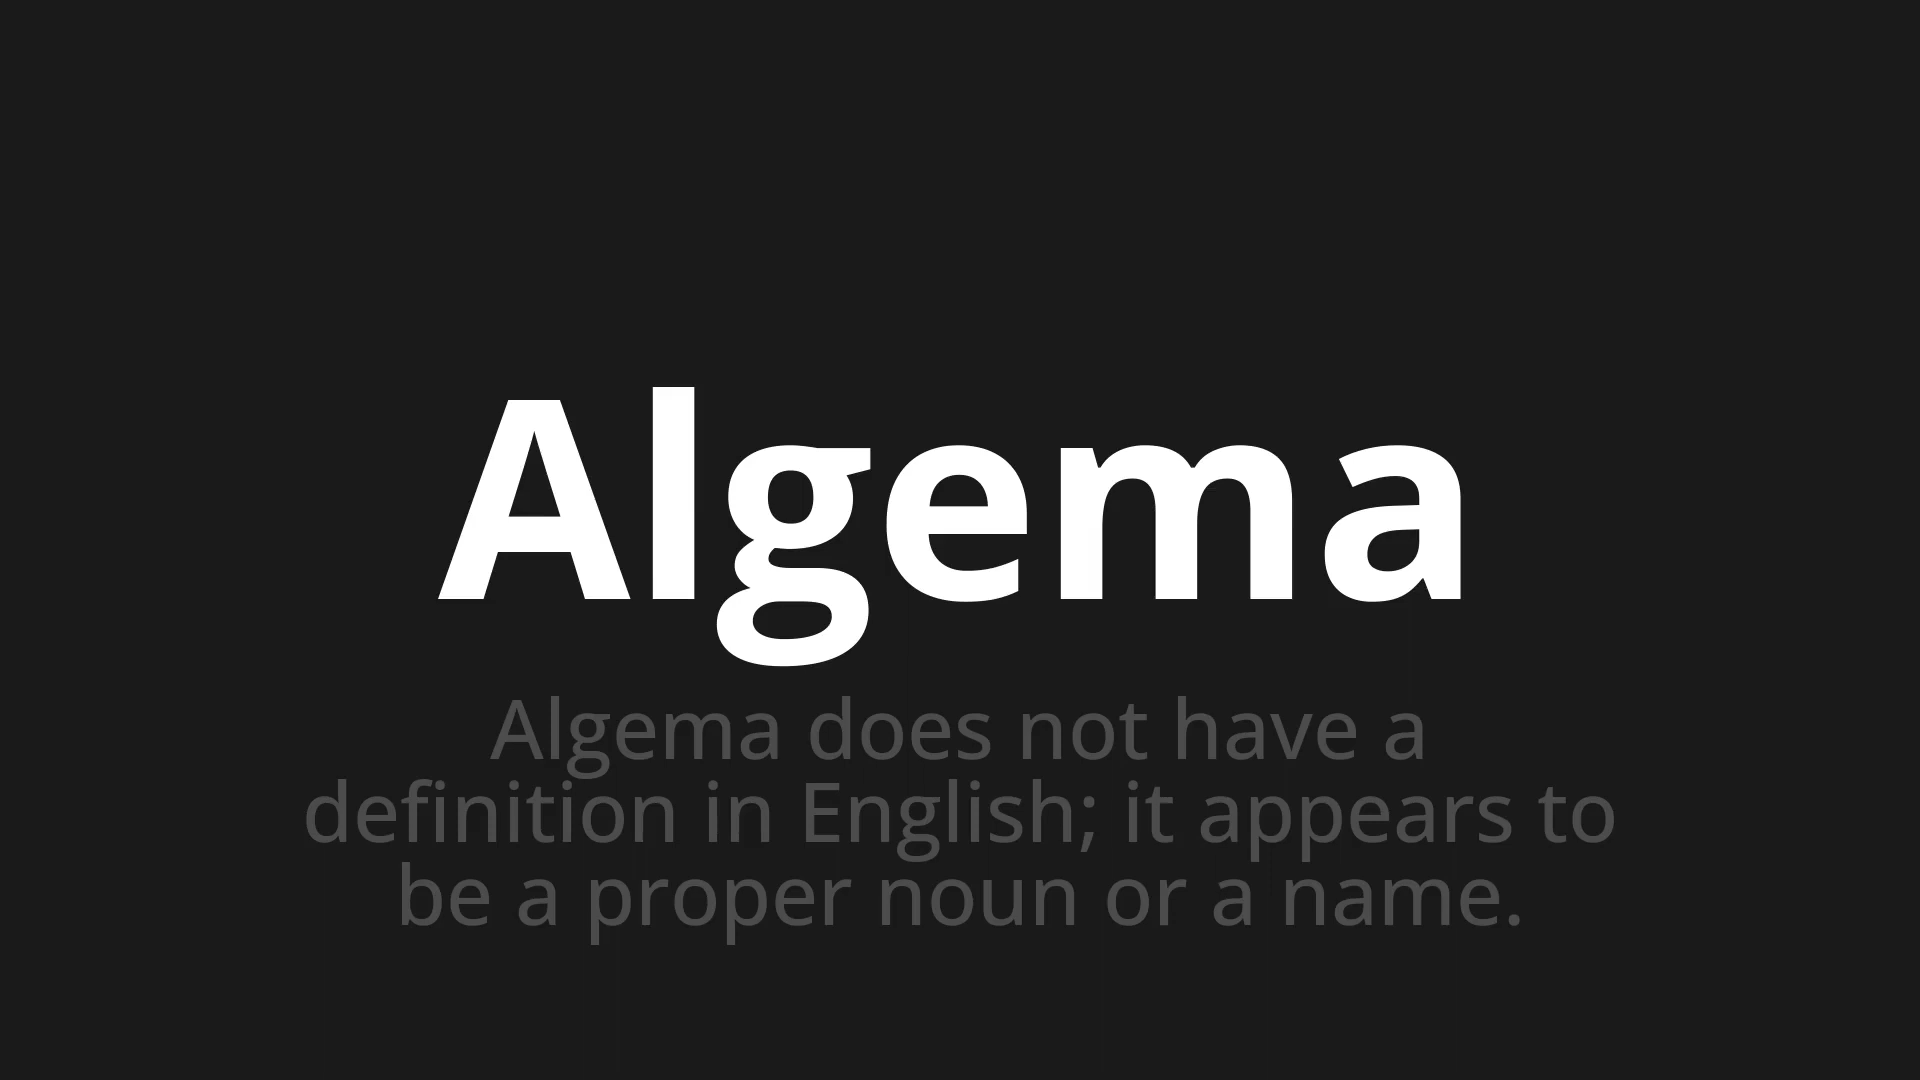 Algema
Algema does not have a
definition in English; it appears to
be a proper noun or a name.